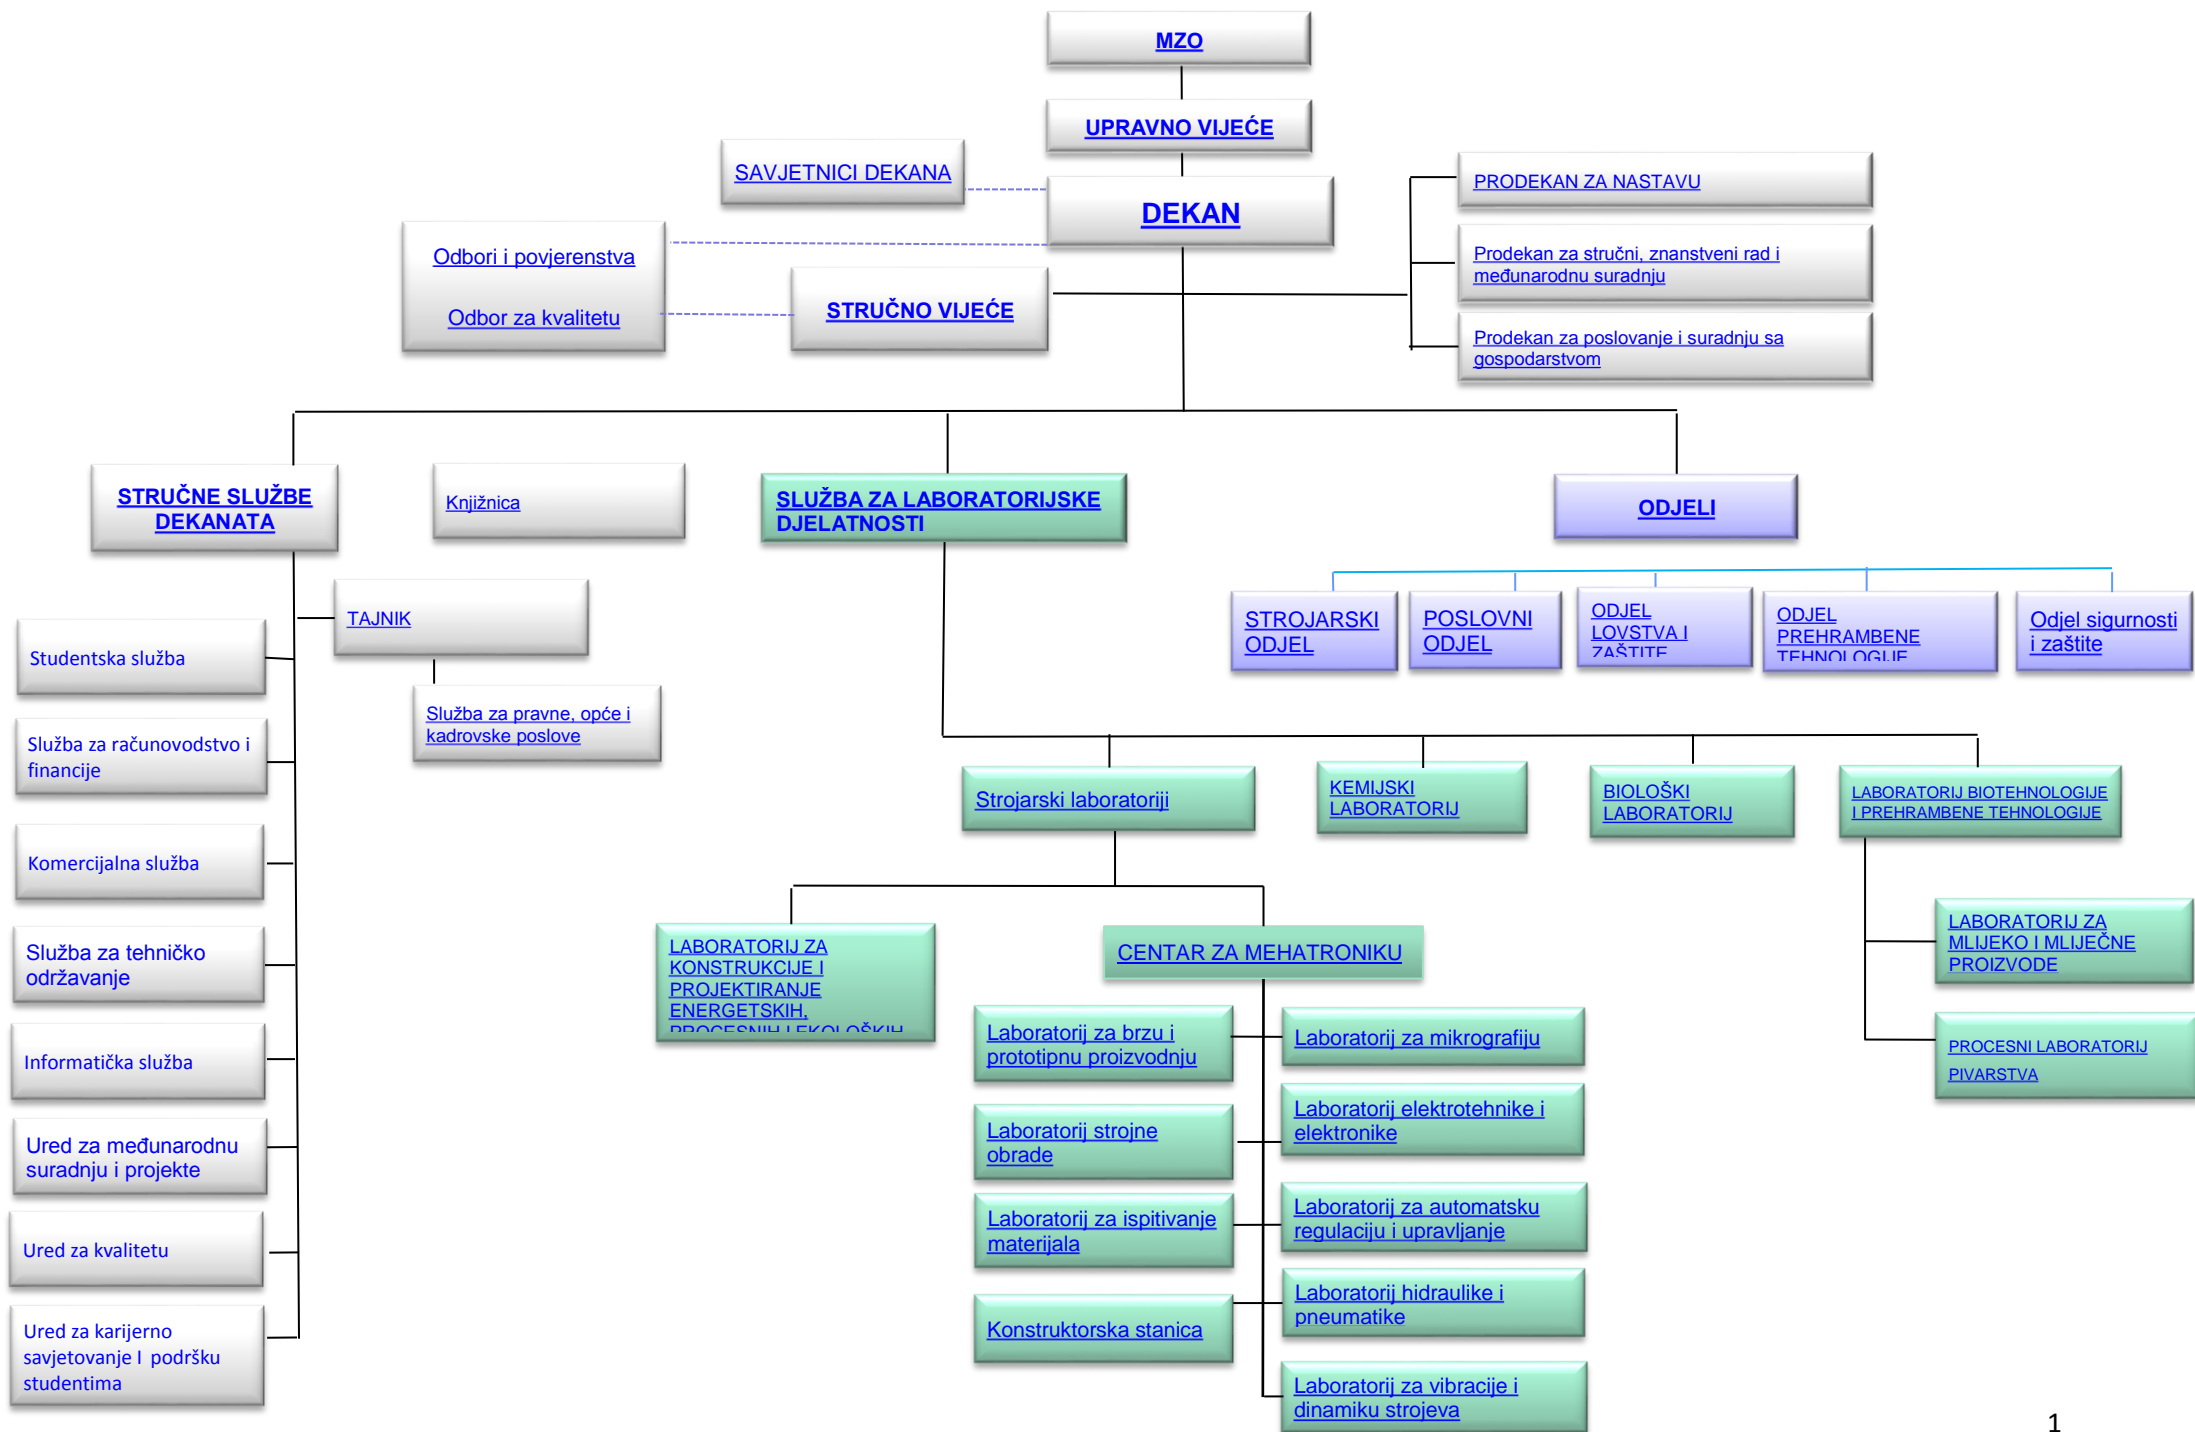 MZO
UPRAVNO VIJEĆE
SAVJETNICI DEKANA
DEKAN
PRODEKAN ZA NASTAVU
Odbori i povjerenstva
Odbor za kvalitetu
STRUČNO VIJEĆE
Prodekan za stručni, znanstveni rad i
međunarodnu suradnju
Prodekan za poslovanje i suradnju sa
gospodarstvom
STRUČNE SLUŽBE
DEKANATA
Knjižnica
SLUŽBA ZA LABORATORIJSKE
DJELATNOSTI
ODJELI
TAJNIK
Služba za pravne, opće i
kadrovske poslove
STROJARSKI
ODJEL
POSLOVNI
ODJEL
ODJEL
LOVSTVA I
ZAŠTITE
ODJEL
PREHRAMBENE
TEHNOLOGIJE
Odjel sigurnosti
i zaštite
Studentska služba
Služba za računovodstvo i
financije
Komercijalna služba
Služba za tehničko
održavanje
Informatička služba
Ured za međunarodnu
suradnju i projekte
Ured za kvalitetu
Ured za karijerno
savjetovanje I podršku
studentima
Strojarski laboratoriji
KEMIJSKI
LABORATORIJ
BIOLOŠKI
LABORATORIJ
LABORATORIJ BIOTEHNOLOGIJE
I PREHRAMBENE TEHNOLOGIJE
LABORATORIJ ZA
KONSTRUKCIJE I
PROJEKTIRANJE
ENERGETSKIH,
PROCESNIH I EKOLOŠKIH
CENTAR ZA MEHATRONIKU
LABORATORIJ ZA
MLIJEKO I MLIJEČNE
PROIZVODE
PROCESNI LABORATORIJ
PIVARSTVA
Laboratorij za brzu i
prototipnu proizvodnju
Laboratorij za mikrografiju
Laboratorij strojne
obrade
Laboratorij elektrotehnike i
elektronike
Laboratorij za ispitivanje
materijala
Laboratorij za automatsku
regulaciju i upravljanje
Konstruktorska stanica
Laboratorij hidraulike i
pneumatike
Laboratorij za vibracije i
dinamiku strojeva
1